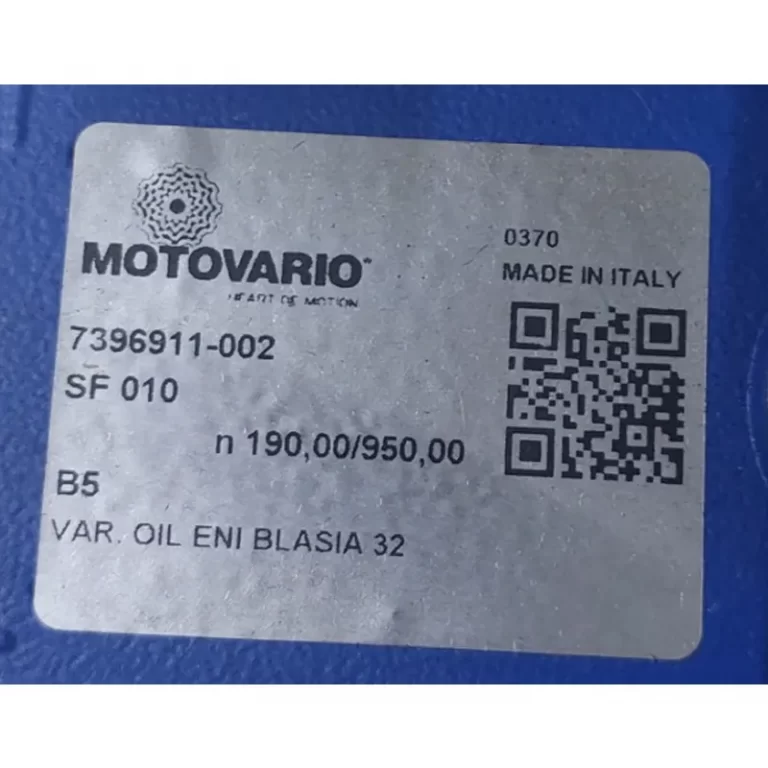 MOTOVARIO
HEART OF MOTION
0370
MADE IN ITALY
7396911-002
SF 010
n 190,00/950,00
B5
VAR. OIL ENI BLASIA 32